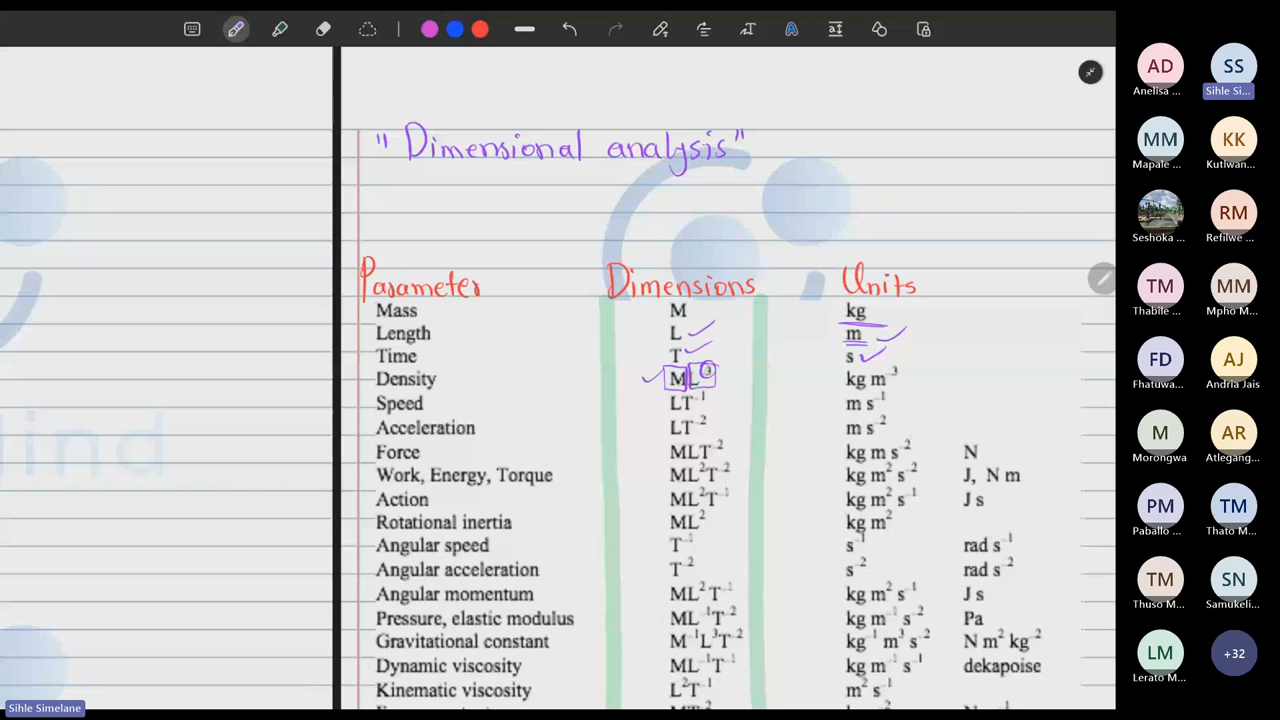 "Dimensional analysis"
Parameter Dimensions Units
Mass M kg
Length L m
Time T s
Density ML⁻³ kg m⁻³
Speed LT⁻¹ m s⁻¹
Acceleration LT⁻² m s⁻²
Force MLT⁻² kg m s⁻² N
Work, Energy, Torque ML²T⁻² kg m² s⁻² J, N m
Action ML²T⁻¹ kg m² s⁻¹ J s
Rotational inertia ML² kg m²
Angular speed T⁻¹ s⁻¹ rad s⁻¹
Angular acceleration T⁻² s⁻² rad s⁻²
Angular momentum ML²T⁻¹ kg m² s⁻¹ J s
Pressure, elastic modulus ML⁻¹T⁻² kg m⁻¹ s⁻² Pa
Gravitational constant M⁻¹L³T⁻² kg⁻¹ m³ s⁻² N m² kg⁻²
Dynamic viscosity ML⁻¹T⁻¹ kg m⁻¹ s⁻¹ dekapoise
Kinematic viscosity L²T⁻¹ m² s⁻¹
ind
Sihle Simelane
AD SS
Anelisa ... Sihle Si...
MM KK
Mapale ... Kutlwan...
RM
Seshoka ... Refilwe ...
TM MM
Thabile ... Mpho M...
FD AJ
Fhatuwa... Andria Jais
M AR
Morongwa Atlegang...
PM TM
Paballo ... Thato M...
TM SN
Thuso M... Samukeli...
LM +32
Lerato M...